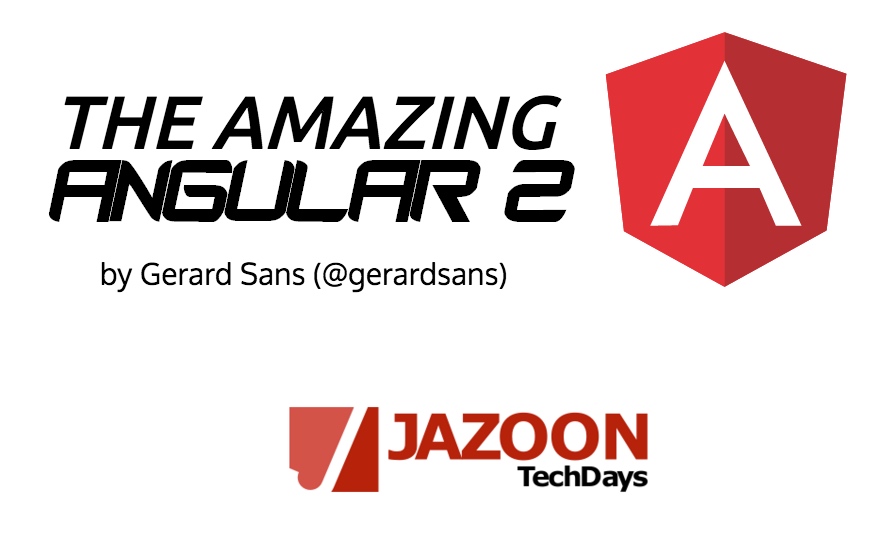 THE AMAZING
ANGULAR 2
by Gerard Sans (@gerardsans)
A
JAZOON
TechDays